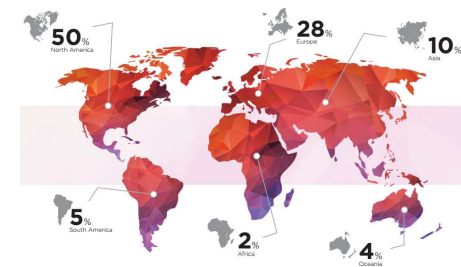 50%
North America
28%
Europe
10%
Asia
5%
South America
2%
Africa
4%
Oceania